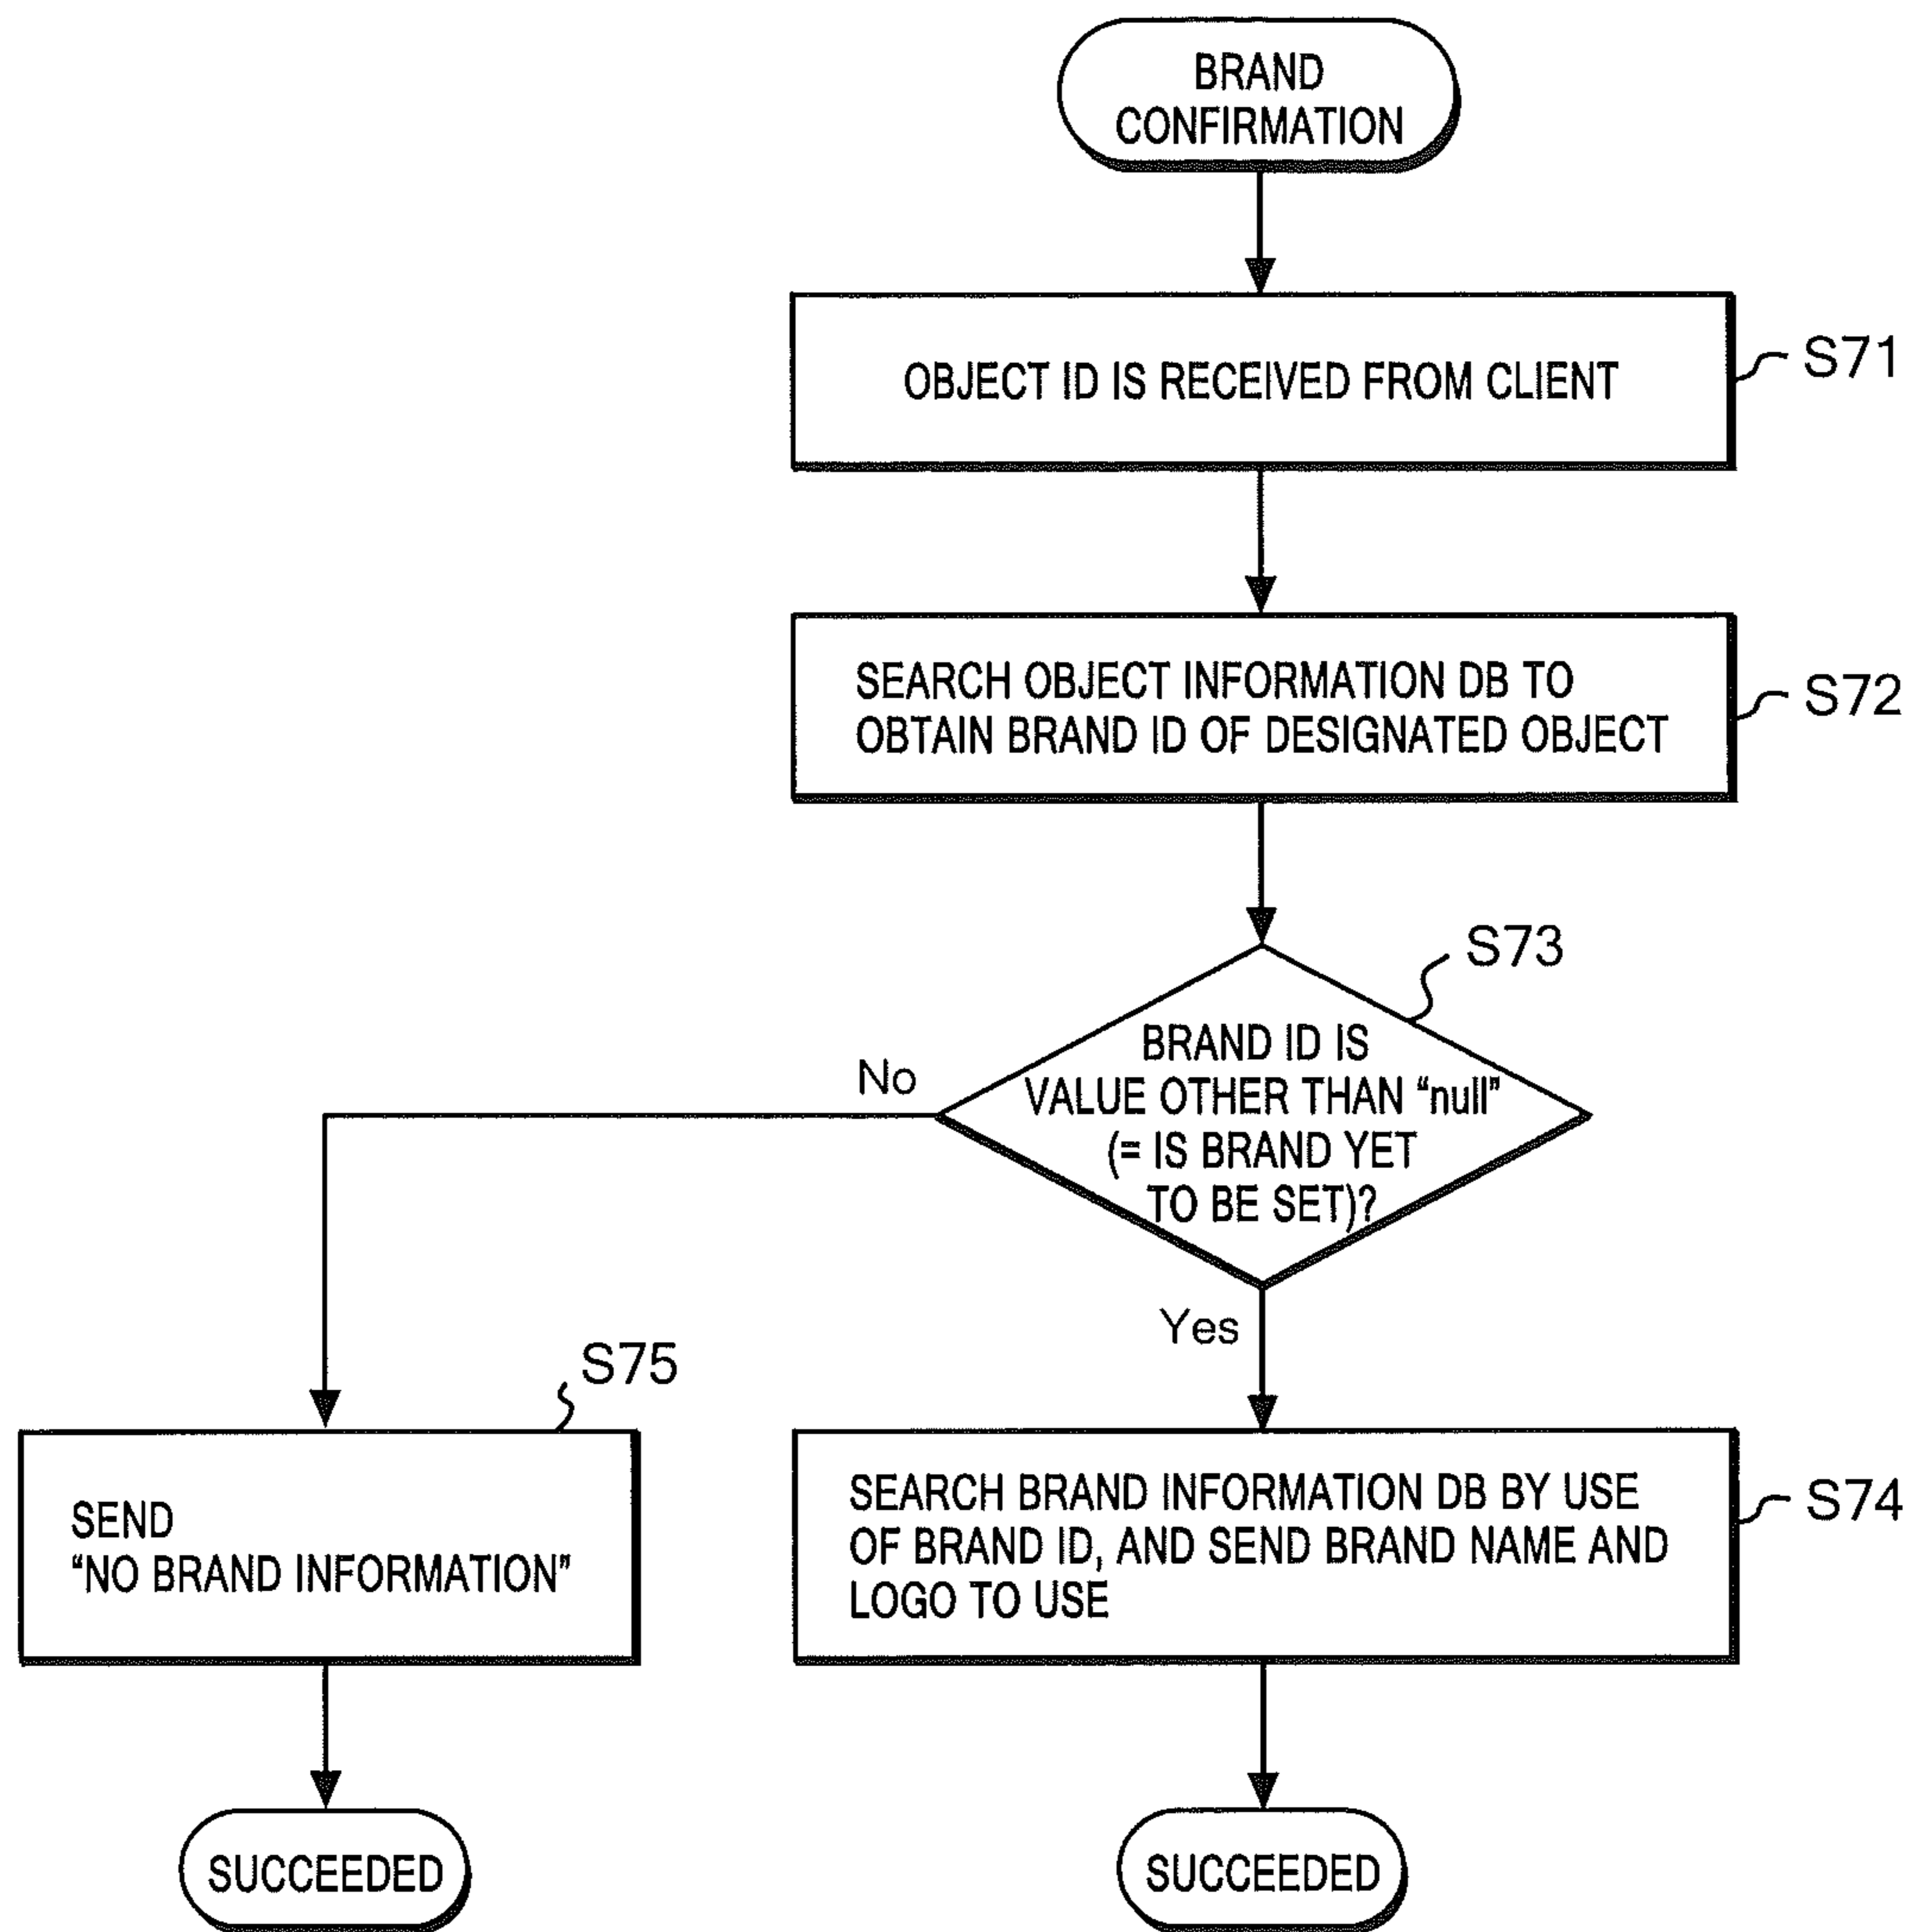 BRAND
CONFIRMATION
OBJECT ID IS RECEIVED FROM CLIENT
S71
SEARCH OBJECT INFORMATION DB TO
OBTAIN BRAND ID OF DESIGNATED OBJECT
S72
S73
BRAND ID IS
VALUE OTHER THAN “null”
(= IS BRAND YET
TO BE SET)?
No
Yes
S75
SEND
“NO BRAND INFORMATION”
SEARCH BRAND INFORMATION DB BY USE
OF BRAND ID, AND SEND BRAND NAME AND
LOGO TO USE
S74
SUCCEEDED
SUCCEEDED